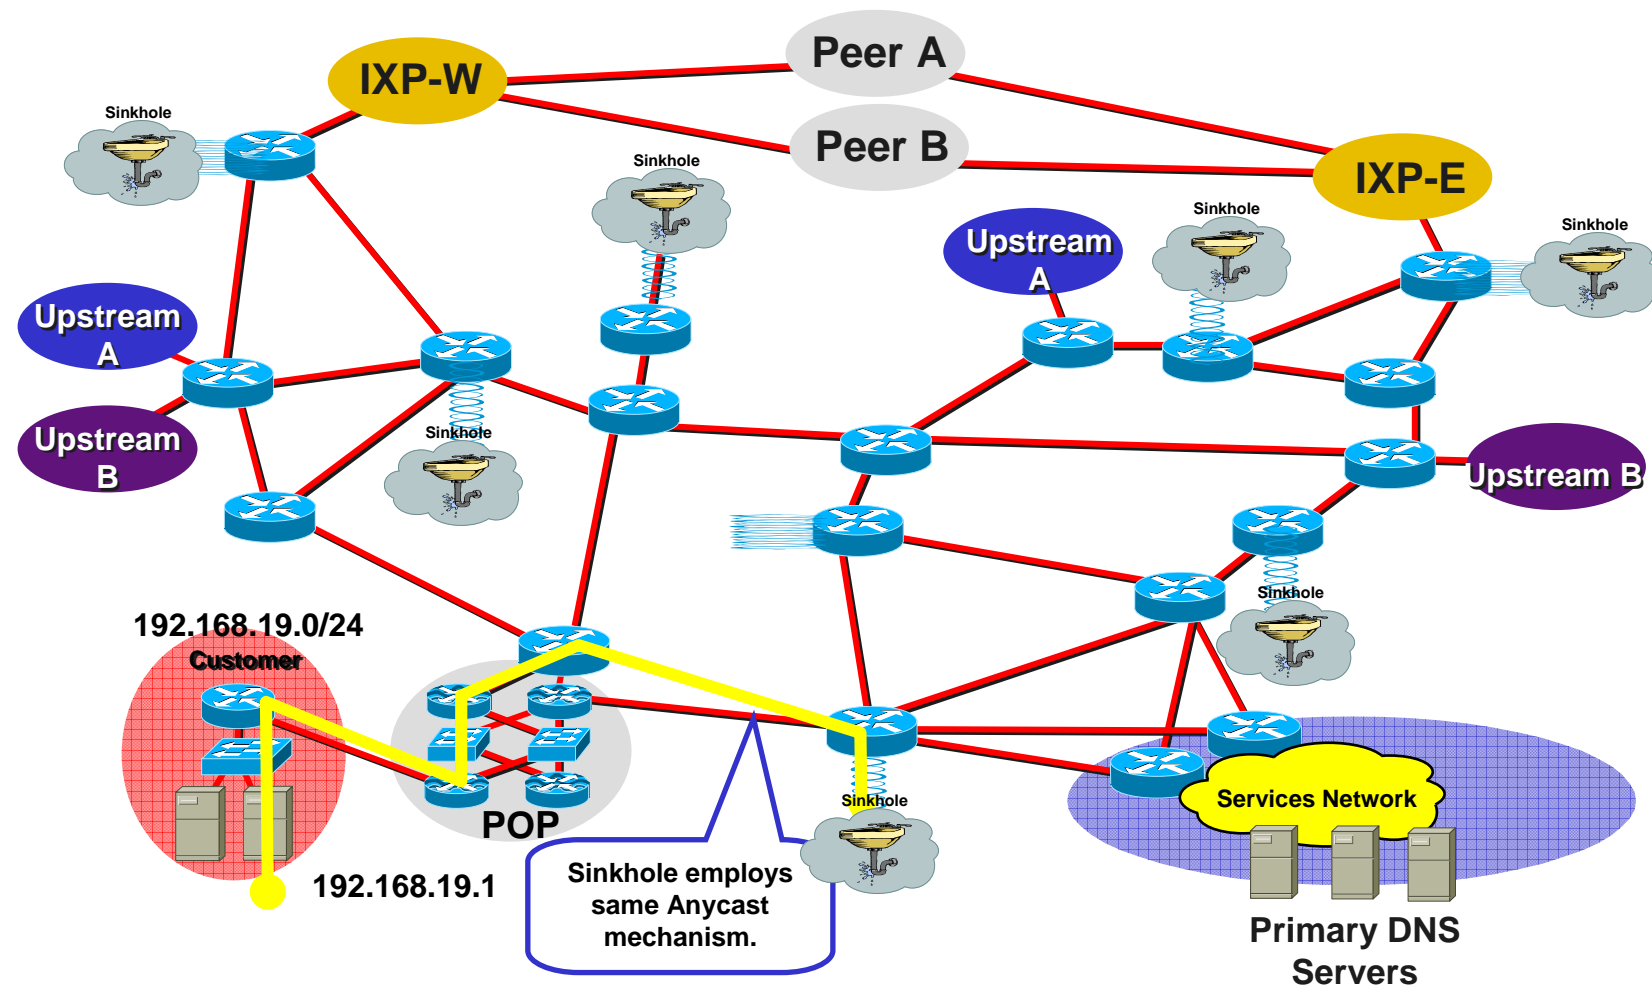 Peer A
IXP-W
Sinkhole
Peer B
Sinkhole
IXP-E
Sinkhole
Sinkhole
Upstream
A
Upstream
A
Upstream
B
Sinkhole
Upstream B
Sinkhole
192.168.19.0/24
Customer
Sinkhole
Services Network
POP
192.168.19.1
Sinkhole employs
same Anycast
mechanism.
Primary DNS
Servers